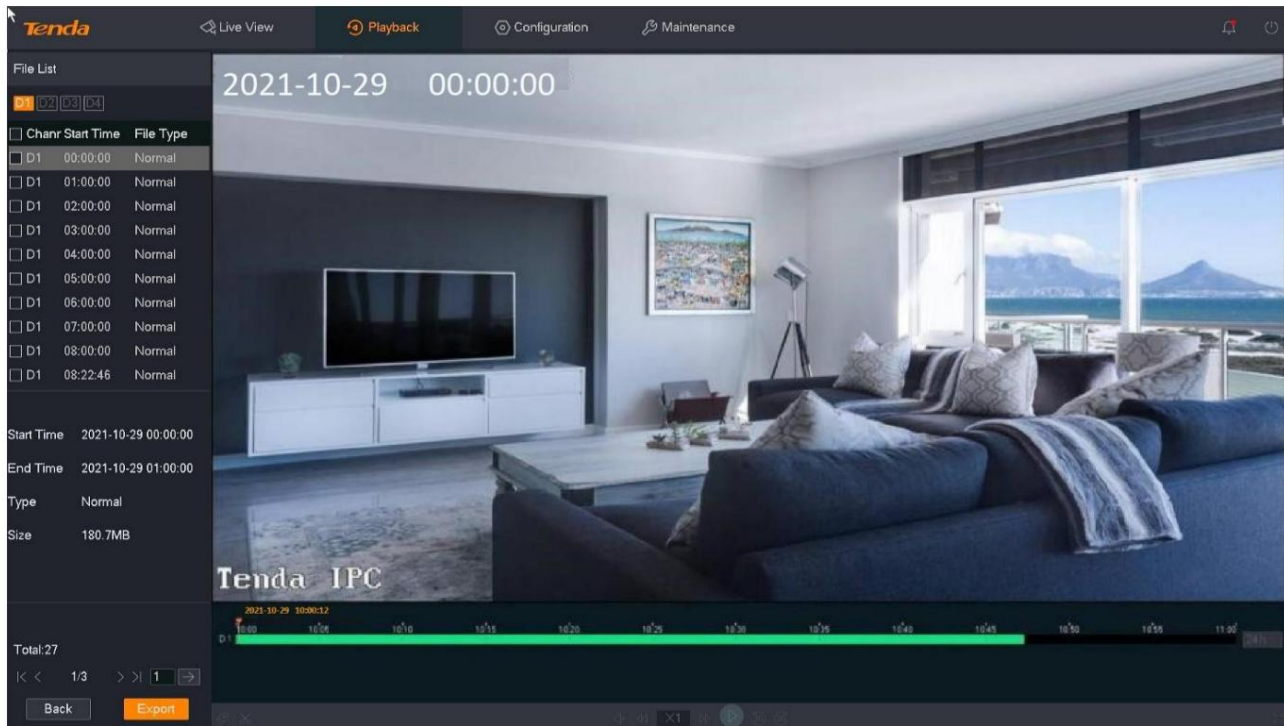 Tenda Live View Playback Configuration Maintenance
File List
2021-10-29 00:00:00
D1 D2 D3 D4
Chanr Start Time File Type
D1 00:00:00 Normal
D1 01:00:00 Normal
D1 02:00:00 Normal
D1 03:00:00 Normal
D1 04:00:00 Normal
D1 05:00:00 Normal
D1 06:00:00 Normal
D1 07:00:00 Normal
D1 08:00:00 Normal
D1 08:22:46 Normal
Start Time 2021-10-29 00:00:00
End Time 2021-10-29 01:00:00
Type Normal
Size 180.7MB
Tenda IPC
2021-10-29 10:00:12
10:00 10:05 10:10 10:15 10:20 10:25 10:30 10:35 10:40 10:45 10:50 10:55 11:00
D1 24h
Total:27
1/3 1
Back Export
X1